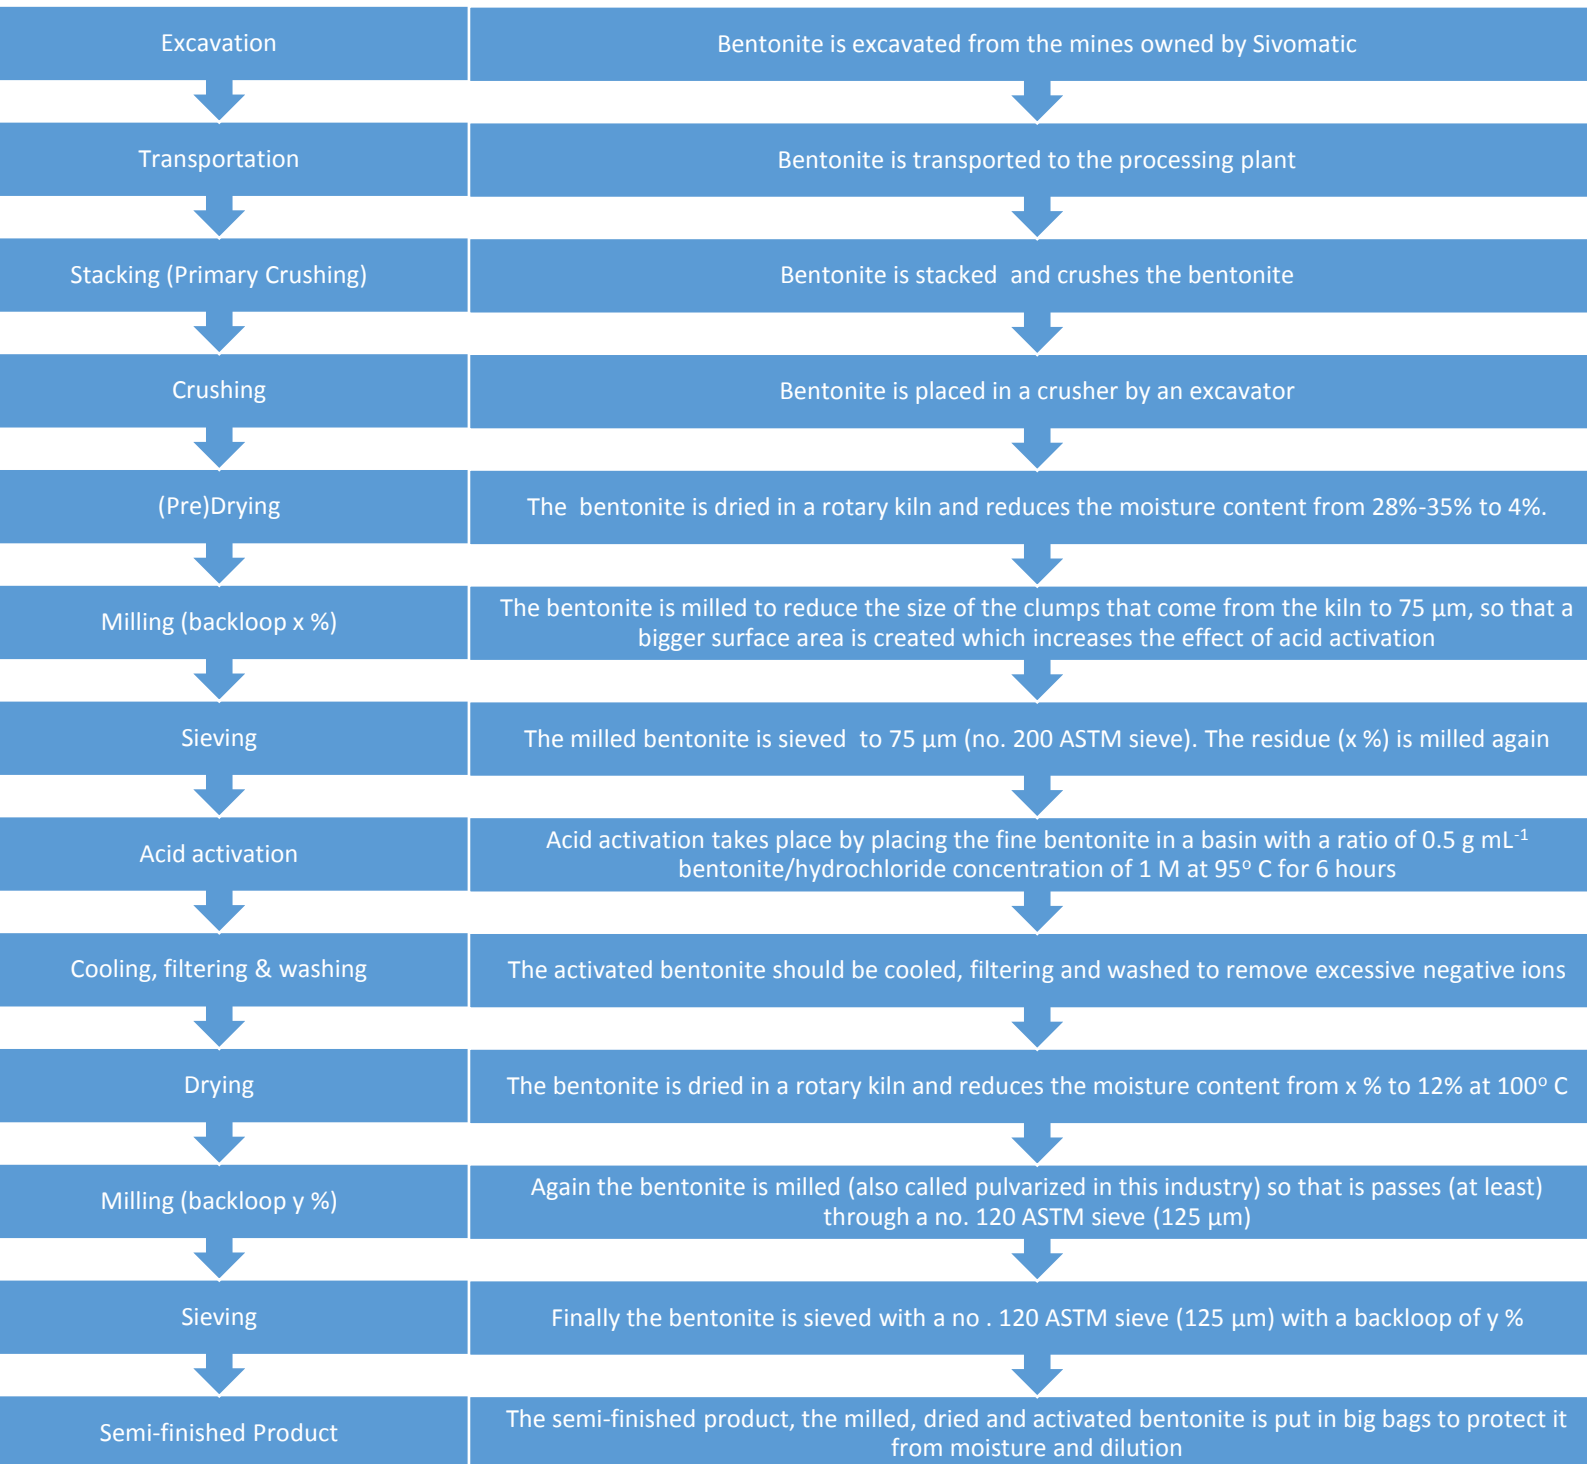 Excavation
Bentonite is excavated from the mines owned by Sivomatic
Transportation
Bentonite is transported to the processing plant
Stacking (Primary Crushing)
Bentonite is stacked  and crushes the bentonite
Crushing
Bentonite is placed in a crusher by an excavator
(Pre)Drying
The  bentonite is dried in a rotary kiln and reduces the moisture content from 28%-35% to 4%.
Milling (backloop x %)
The bentonite is milled to reduce the size of the clumps that come from the kiln to 75 µm, so that a
bigger surface area is created which increases the effect of acid activation
Sieving
The milled bentonite is sieved  to 75 µm (no. 200 ASTM sieve). The residue (x %) is milled again
Acid activation
Acid activation takes place by placing the fine bentonite in a basin with a ratio of 0.5 g mL⁻¹
bentonite/hydrochloride concentration of 1 M at 95° C for 6 hours
Cooling, filtering & washing
The activated bentonite should be cooled, filtering and washed to remove excessive negative ions
Drying
The bentonite is dried in a rotary kiln and reduces the moisture content from x % to 12% at 100° C
Milling (backloop y %)
Again the bentonite is milled (also called pulvarized in this industry) so that is passes (at least)
through a no. 120 ASTM sieve (125 µm)
Sieving
Finally the bentonite is sieved with a no . 120 ASTM sieve (125 µm) with a backloop of y %
Semi-finished Product
The semi-finished product, the milled, dried and activated bentonite is put in big bags to protect it
from moisture and dilution